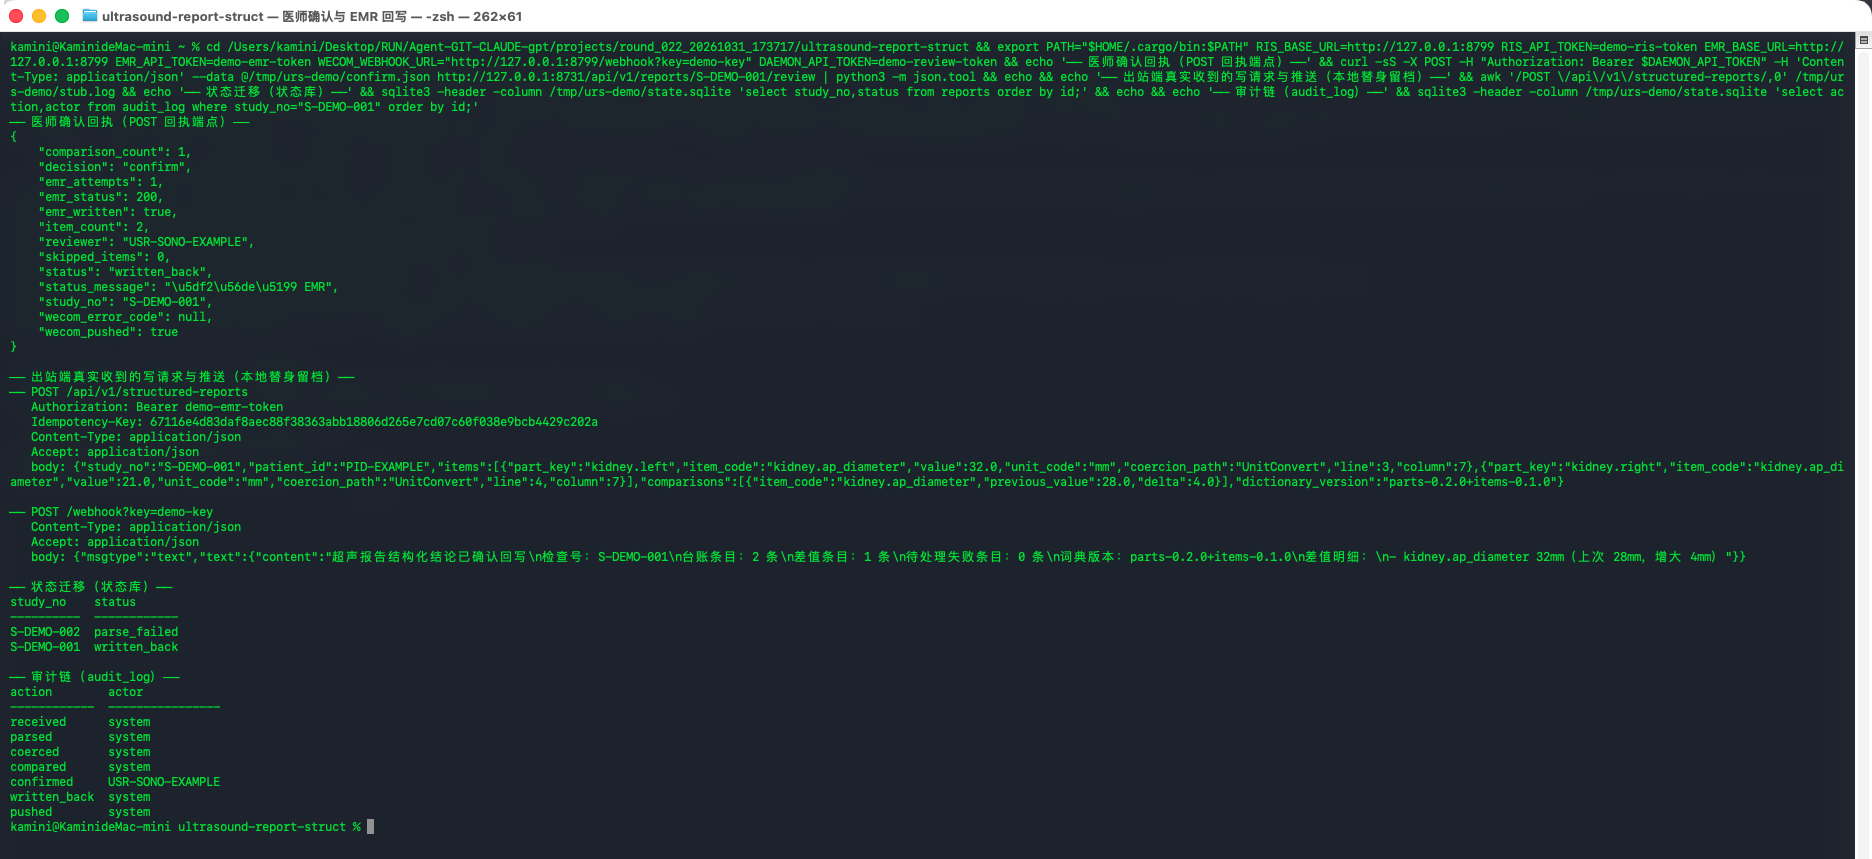 ultrasound-report-struct — 医师确认与 EMR 回写 — -zsh — 262×61
kamini@KaminideMac-mini ~ % cd /Users/kamini/Desktop/RUN/Agent-GIT-CLAUDE-gpt/projects/round_022_20261031_173717/ultrasound-report-struct && export PATH="$HOME/.cargo/bin:$PATH" RIS_BASE_URL=http://127.0.0.1:8799 RIS_API_TOKEN=demo-ris-token EMR_BASE_URL=http://
127.0.0.1:8799 EMR_API_TOKEN=demo-emr-token WECOM_WEBHOOK_URL="http://127.0.0.1:8799/webhook?key=demo-key" DAEMON_API_TOKEN=demo-review-token && echo '── 医师确认回执 (POST 回执端点) ──' && curl -sS -X POST -H "Authorization: Bearer $DAEMON_API_TOKEN" -H 'Conten
t-Type: application/json' --data @/tmp/urs-demo/confirm.json http://127.0.0.1:8731/api/v1/reports/S-DEMO-001/review | python3 -m json.tool && echo && echo '── 出站端真实收到的写请求与推送 (本地替身留档) ──' && awk '/POST \/api\/v1\/structured-reports/,0' /tmp/ur
s-demo/stub.log && echo '── 状态迁移 (状态库) ──' && sqlite3 -header -column /tmp/urs-demo/state.sqlite 'select study_no,status from reports order by id;' && echo && echo '── 审计链 (audit_log) ──' && sqlite3 -header -column /tmp/urs-demo/state.sqlite 'select ac
tion,actor from audit_log where study_no="S-DEMO-001" order by id;'
── 医师确认回执 (POST 回执端点) ──
{
    "comparison_count": 1,
    "decision": "confirm",
    "emr_attempts": 1,
    "emr_status": 200,
    "emr_written": true,
    "item_count": 2,
    "reviewer": "USR-SONO-EXAMPLE",
    "skipped_items": 0,
    "status": "written_back",
    "status_message": "\u5df2\u56de\u5199 EMR",
    "study_no": "S-DEMO-001",
    "wecom_error_code": null,
    "wecom_pushed": true
}
── 出站端真实收到的写请求与推送 (本地替身留档) ──
── POST /api/v1/structured-reports
   Authorization: Bearer demo-emr-token
   Idempotency-Key: 67116e4d83daf8aec88f38363abb18806d265e7cd07c60f038e9bcb4429c202a
   Content-Type: application/json
   Accept: application/json
   body: {"study_no":"S-DEMO-001","patient_id":"PID-EXAMPLE","items":[{"part_key":"kidney.left","item_code":"kidney.ap_diameter","value":32.0,"unit_code":"mm","coercion_path":"UnitConvert","line":3,"column":7},{"part_key":"kidney.right","item_code":"kidney.ap_di
ameter","value":21.0,"unit_code":"mm","coercion_path":"UnitConvert","line":4,"column":7}],"comparisons":[{"item_code":"kidney.ap_diameter","previous_value":28.0,"delta":4.0}],"dictionary_version":"parts-0.2.0+items-0.1.0"}
── POST /webhook?key=demo-key
   Content-Type: application/json
   Accept: application/json
   body: {"msgtype":"text","text":{"content":"超声报告结构化结论已确认回写\n检查号: S-DEMO-001\n台账条目: 2 条\n差值条目: 1 条\n待处理失败条目: 0 条\n词典版本: parts-0.2.0+items-0.1.0\n差值明细: \n- kidney.ap_diameter 32mm (上次 28mm, 增大 4mm) "}}
── 状态迁移 (状态库) ──
study_no    status
----------  ------------
S-DEMO-002  parse_failed
S-DEMO-001  written_back
── 审计链 (audit_log) ──
action        actor
------------  ----------------
received      system
parsed        system
coerced       system
compared      system
confirmed     USR-SONO-EXAMPLE
written_back  system
pushed        system
kamini@KaminideMac-mini ultrasound-report-struct %